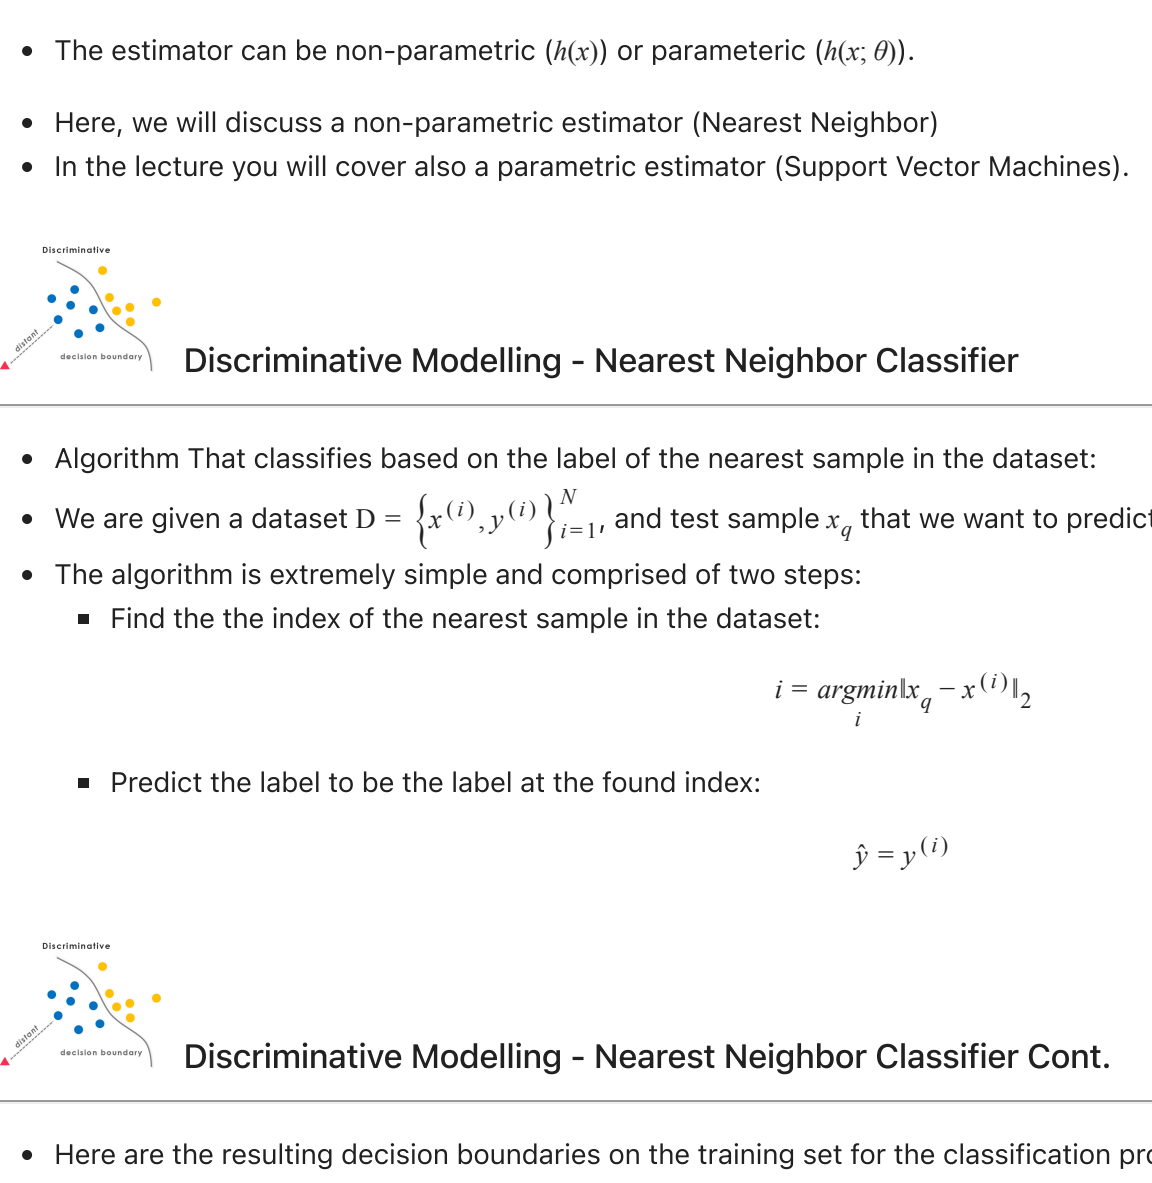 • The estimator can be non-parametric (h(x)) or parameteric (h(x; θ)).
• Here, we will discuss a non-parametric estimator (Nearest Neighbor)
• In the lecture you will cover also a parametric estimator (Support Vector Machines).
Discriminative
distant
decision boundary
Discriminative Modelling - Nearest Neighbor Classifier
• Algorithm That classifies based on the label of the nearest sample in the dataset:
• We are given a dataset D = {x^(i), y^(i)}_{i=1}^N, and test sample x_q that we want to predict
• The algorithm is extremely simple and comprised of two steps:
▪ Find the the index of the nearest sample in the dataset:
i = argmin_i ‖x_q − x^(i)‖_2
▪ Predict the label to be the label at the found index:
ŷ = y^(i)
Discriminative
distant
decision boundary
Discriminative Modelling - Nearest Neighbor Classifier Cont.
• Here are the resulting decision boundaries on the training set for the classification